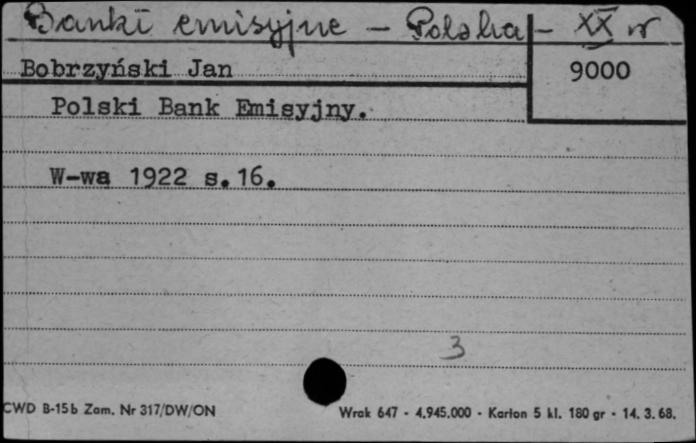 Banki emisyjne - Polska - XX w
Bobrzyński Jan
9000
Polski Bank Emisyjny.
W-wa 1922 s.16.
3
CWD B-15b Zam. Nr 317/DW/ON
Wrak 647 - 4.945.000 - Karton 5 kl. 180 gr - 14. 3. 68.